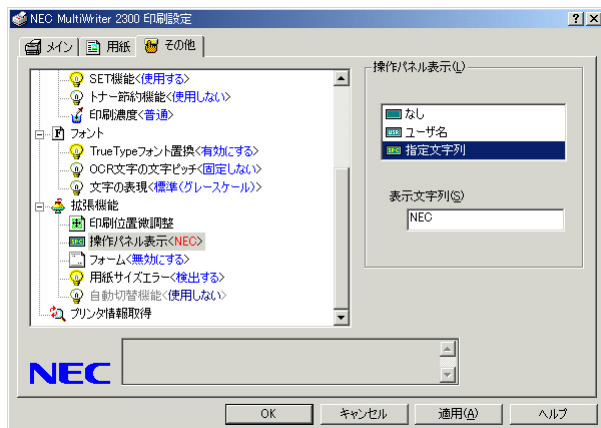 NEC MultiWriter 2300 印刷設定
メイン 用紙 その他
SET機能<使用する>
トナー節約機能<使用しない>
印刷濃度<普通>
フォント
TrueTypeフォント置換<有効にする>
OCR文字の文字ピッチ<固定しない>
文字の表現<標準(グレースケール)>
拡張機能
印刷位置微調整
操作パネル表示<NEC>
フォーム<無効にする>
用紙サイズエラー<検出する>
自動切替機能<使用しない>
プリンタ情報取得
操作パネル表示(L)
なし
ユーザ名
指定文字列
表示文字列(S)
NEC
NEC
OK キャンセル 適用(A) ヘルプ